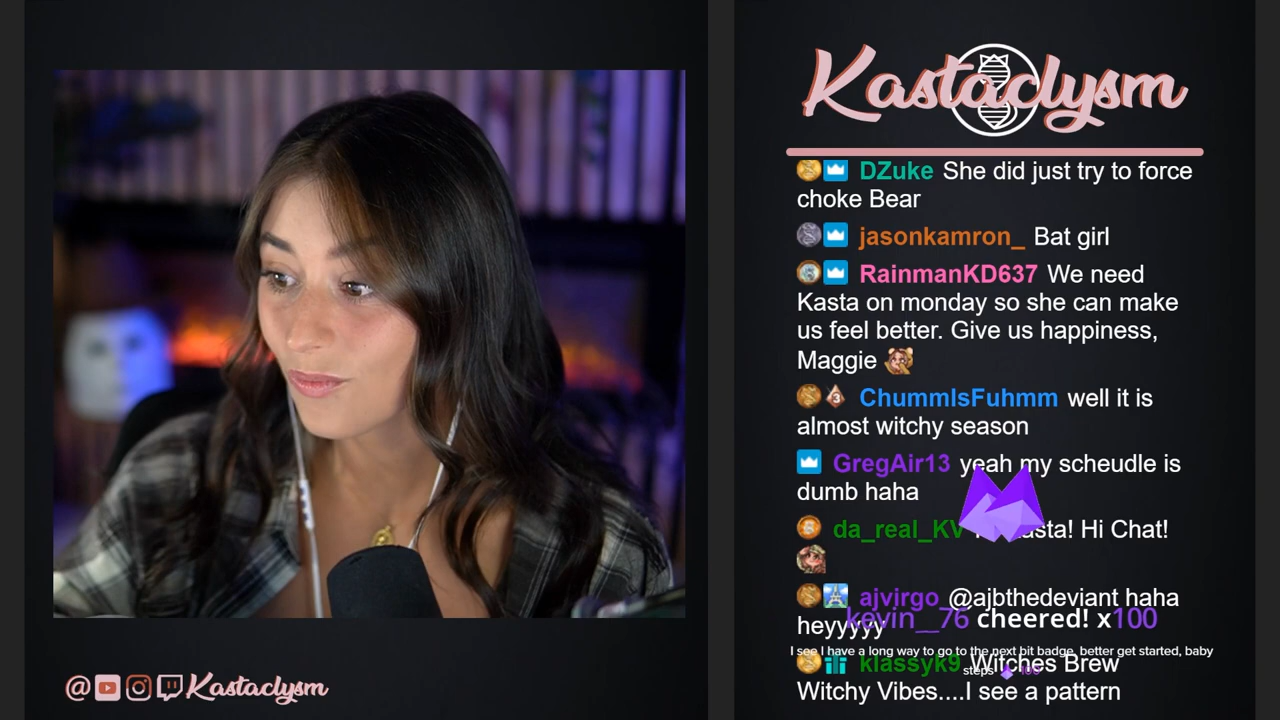 Kastaclysm
DZuke She did just try to force
choke Bear
jasonkamron_ Bat girl
RainmanKD637 We need
Kasta on monday so she can make
us feel better. Give us happiness,
Maggie
3 ChummIsFuhmm well it is
almost witchy season
GregAir13 yeah my scheudle is
dumb haha
da_real_KV Kasta! Hi Chat!
ajvirgo @ajbthedeviant haha
heyyyyy
kevin__76 cheered! x100
I see I have a long way to go to the next bit badge, better get started, baby
steps 100
klassyk9 Witches Brew
Witchy Vibes....I see a pattern
@ Kastaclysm